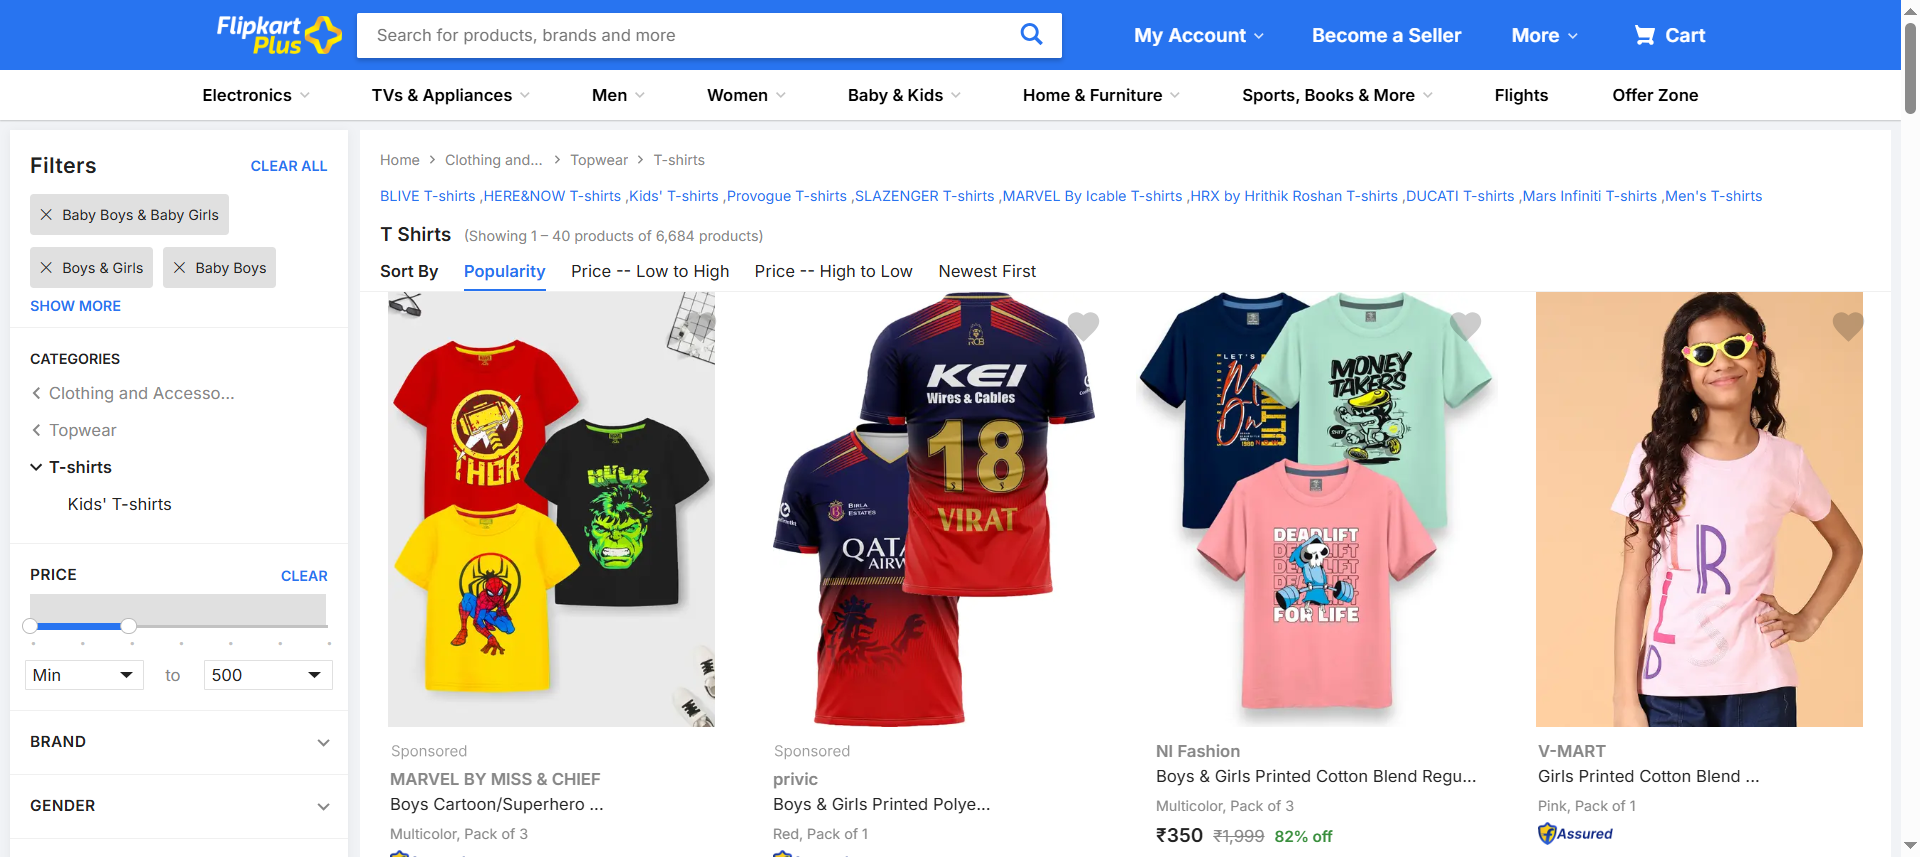 Flipkart
Plus
Search for products, brands and more
My Account
Become a Seller
More
Cart
Electronics
TVs & Appliances
Men
Women
Baby & Kids
Home & Furniture
Sports, Books & More
Flights
Offer Zone
Filters
CLEAR ALL
Baby Boys & Baby Girls
Boys & Girls
Baby Boys
SHOW MORE
CATEGORIES
Clothing and Accesso...
Topwear
T-shirts
Kids' T-shirts
PRICE
CLEAR
Min
to
500
BRAND
GENDER
Home > Clothing and... > Topwear > T-shirts
BLIVE T-shirts ,HERE&NOW T-shirts ,Kids' T-shirts ,Provogue T-shirts ,SLAZENGER T-shirts ,MARVEL By Icable T-shirts ,HRX by Hrithik Roshan T-shirts ,DUCATI T-shirts ,Mars Infiniti T-shirts ,Men's T-shirts
T Shirts (Showing 1 – 40 products of 6,684 products)
Sort By
Popularity
Price -- Low to High
Price -- High to Low
Newest First
THOR
HULK
RCB
KEI
Wires & Cables
18
VIRAT
BIRLA
ESTATES
QATA
AIRW
LET'S
ULTIM
MONEY
TAKERS
DEADLIFT
DEADLIFT
DEADLIFT
DEADLIFT
FOR LIFE
Sponsored
MARVEL BY MISS & CHIEF
Boys Cartoon/Superhero ...
Multicolor, Pack of 3
Sponsored
privic
Boys & Girls Printed Polye...
Red, Pack of 1
NI Fashion
Boys & Girls Printed Cotton Blend Regu...
Multicolor, Pack of 3
₹350 ₹1,999 82% off
V-MART
Girls Printed Cotton Blend ...
Pink, Pack of 1
Assured